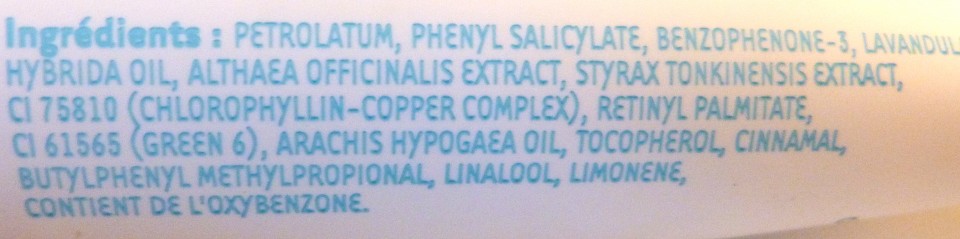 Ingrédients : PETROLATUM, PHENYL SALICYLATE, BENZOPHENONE-3, LAVANDUL
HYBRIDA OIL, ALTHAEA OFFICINALIS EXTRACT, STYRAX TONKINENSIS EXTRACT,
CI 75810 (CHLOROPHYLLIN-COPPER COMPLEX), RETINYL PALMITATE,
CI 61565 (GREEN 6), ARACHIS HYPOGAEA OIL, TOCOPHEROL, CINNAMAL,
BUTYLPHENYL METHYLPROPIONAL, LINALOOL, LIMONENE,
CONTIENT DE L'OXYBENZONE.